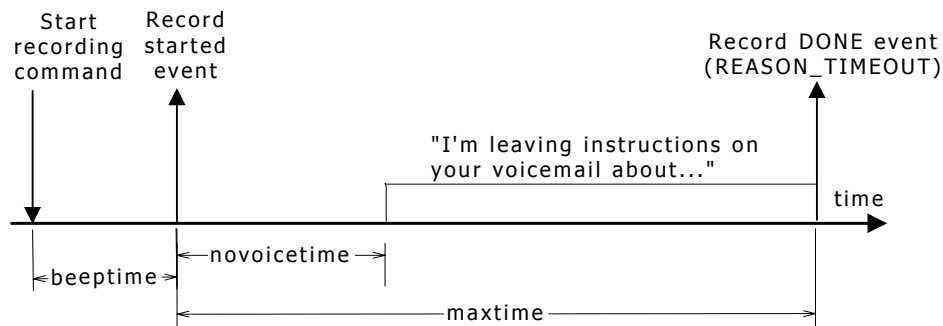 Start
recording
command
Record
started
event
Record DONE event
(REASON_TIMEOUT)
"I'm leaving instructions on
your voicemail about..."
time
novoicetime
beeptime
maxtime